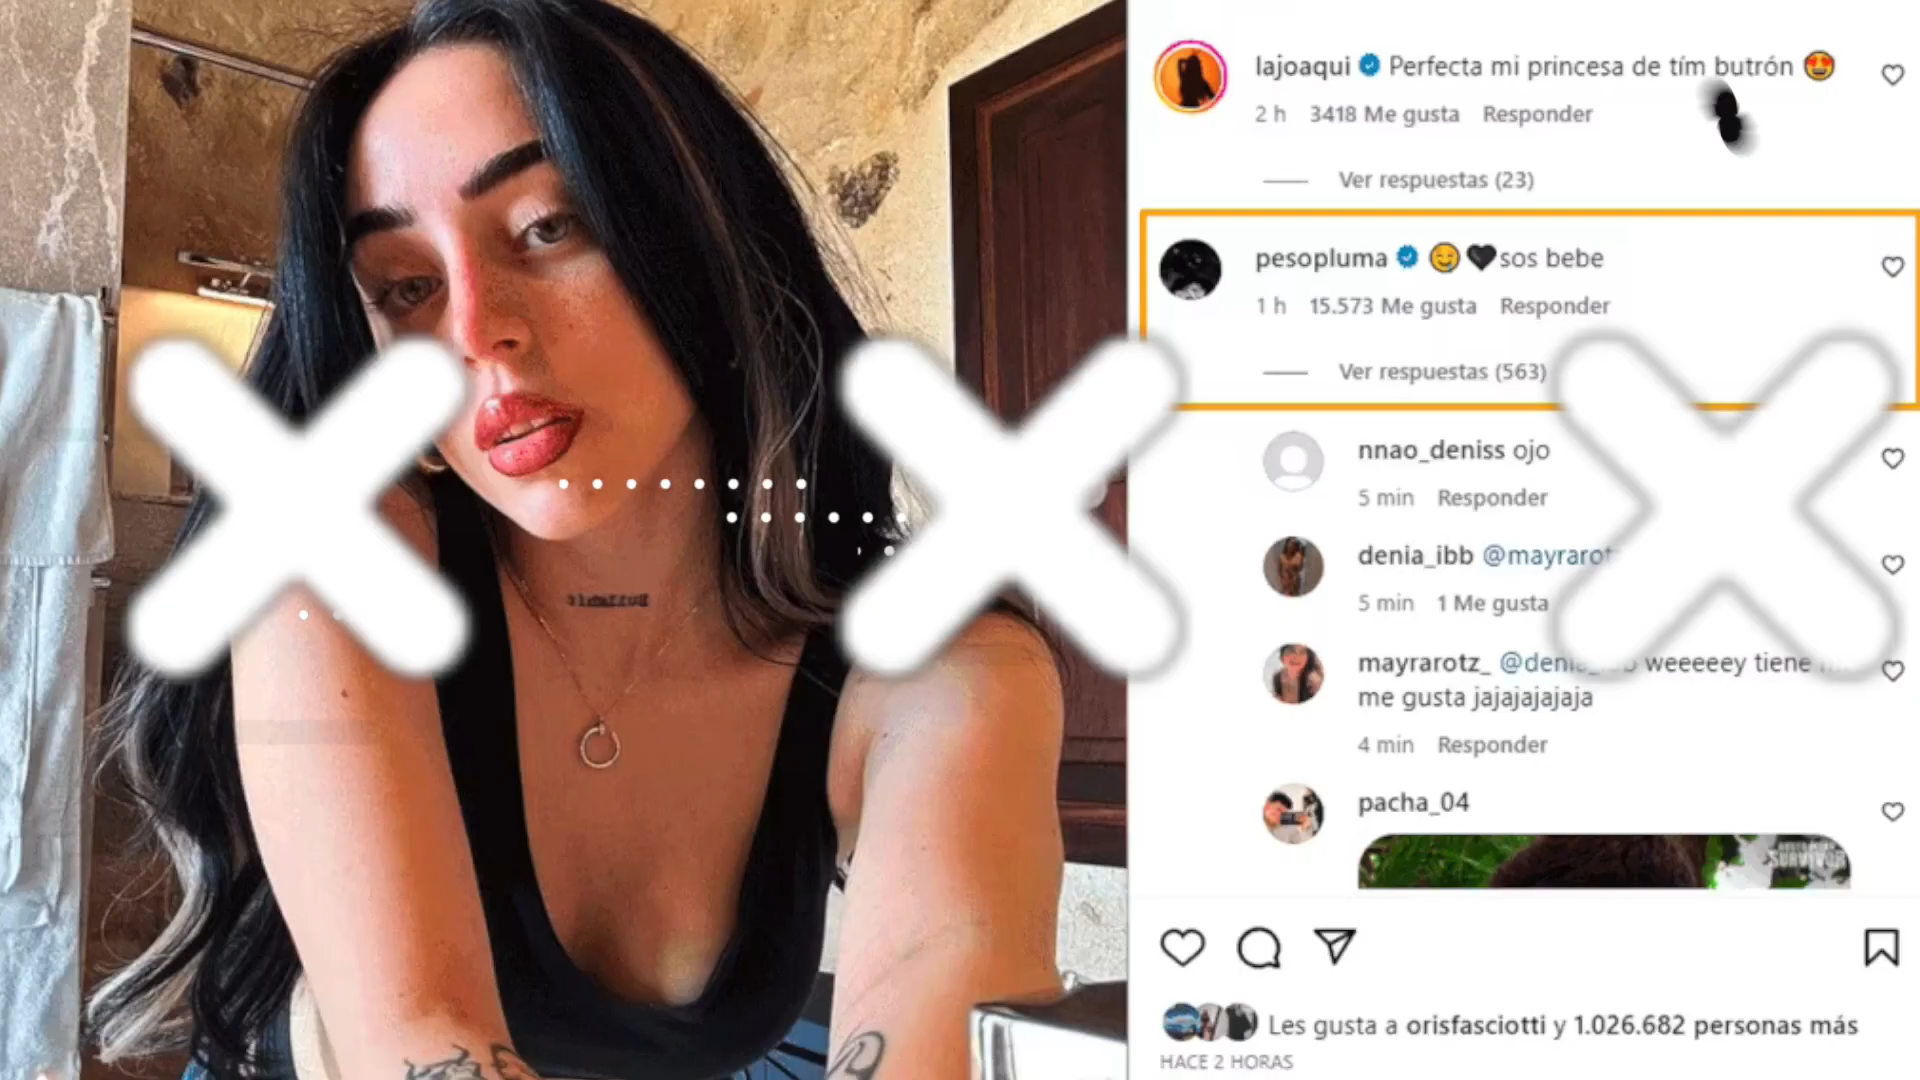 lajoaqui Perfecta mi princesa de tím butrón 😍
2 h 3418 Me gusta Responder
Ver respuestas (23)
pesopluma 🤤🖤sos bebe
1 h 15.573 Me gusta Responder
Ver respuestas (563)
nnao_deniss ojo
5 min Responder
denia_ibb
5 min 1 Me gusta
mayrarotz_ weeeeey tiene
me gusta jajajajajaja
4 min Responder
pacha_04
SURVIVOR
Les gusta a orisfasciotti y 1.026.682 personas más
HACE 2 HORAS